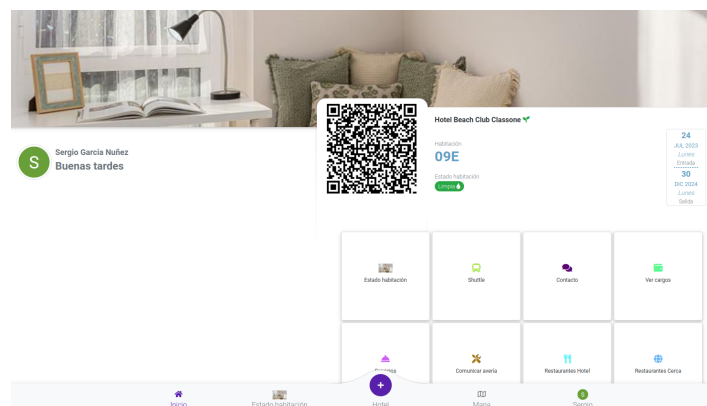 Hotel Beach Club Classone
S
Sergio Garcia Nuñez
Buenas tardes
Habitación
09E
Estado habitación
Limpia
24
JUL 2023
Lunes
Entrada
30
DIC 2024
Lunes
Salida
Estado habitación
Shuttle
Contacto
Ver cargos
Servicios
Comunicar avería
Restaurantes Hotel
Restaurantes Cerca
Inicio
Estado habitación
+
Hotel
Mapa
S
Sergio